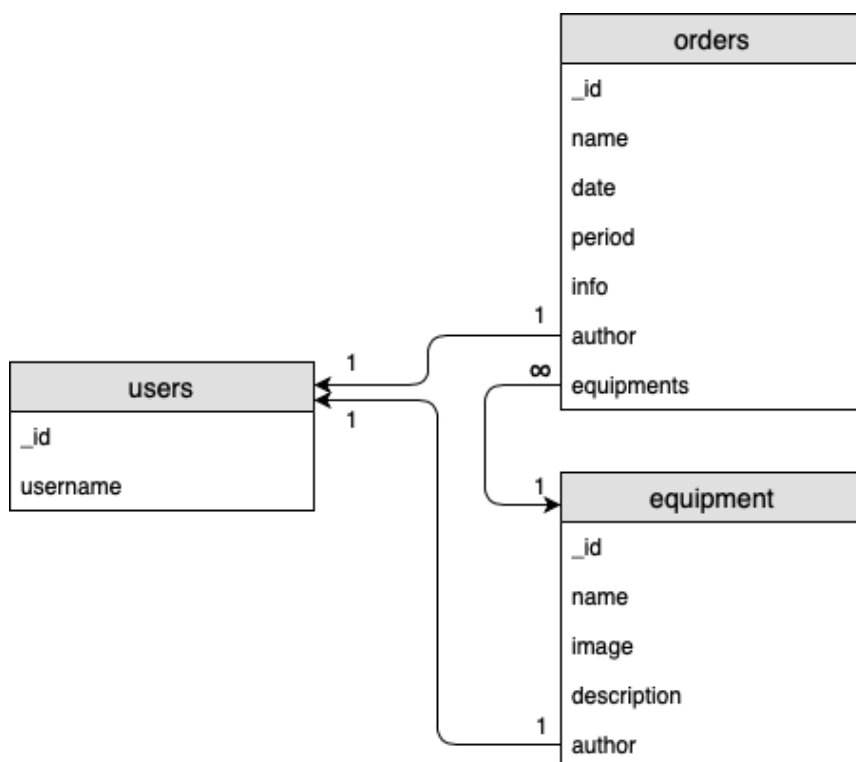 orders
_id
name
date
period
info
1
author
1
∞
equipments
users
1
_id
username
1
equipment
_id
name
image
description
1
author